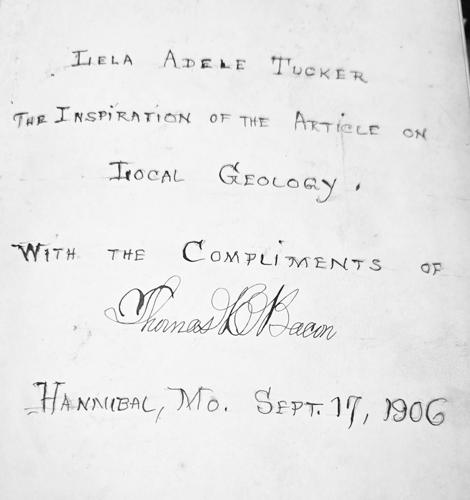 LELA ADELE TUCKER
THE INSPIRATION OF THE ARTICLE ON
LOCAL GEOLOGY.
WITH THE COMPLIMENTS OF
Thomas H B Bacon
HANNIBAL, MO. SEPT. 17, 1906